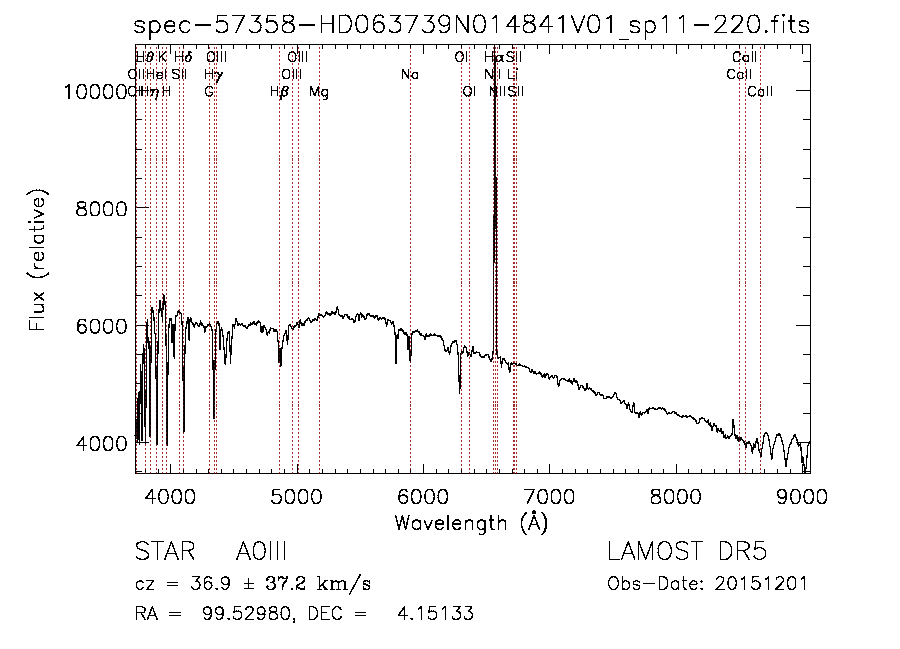 spec-57358-HD063739N014841V01_sp11-220.fits
Hθ K Hδ OIII OIII OI Hα SII CaII
OII HeI SII Hγ OIII Na NII Li CaII
OII Hη H G Hβ Mg OI NII SII CaII
10000
8000
6000
4000
Flux (relative)
4000 5000 6000 7000 8000 9000
Wavelength (Å)
STAR A0III LAMOST DR5
cz = 36.9 ± 37.2 km/s Obs-Date: 20151201
RA = 99.52980, DEC = 4.15133